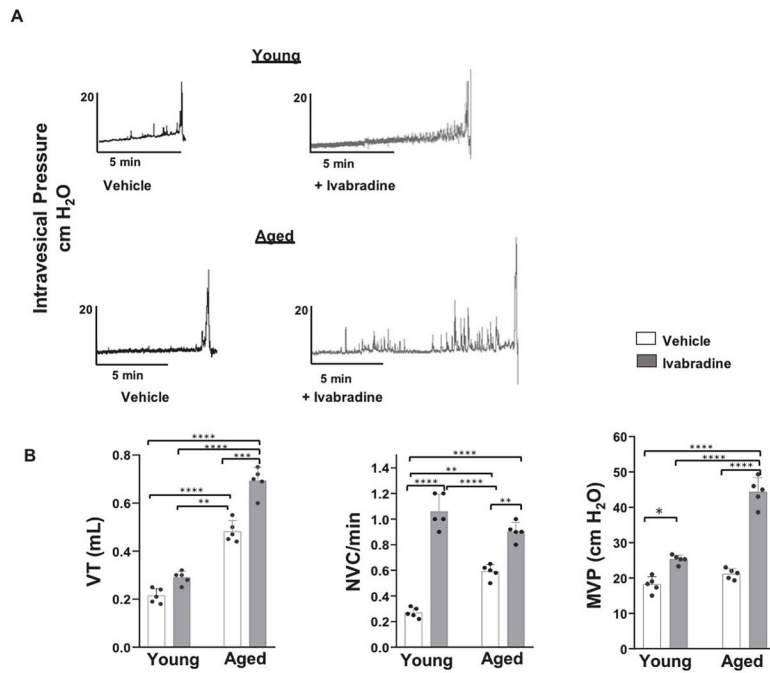 A
Young
20
5 min
Vehicle
20
5 min
+ Ivabradine
Intravesical Pressure
cm H₂O
Aged
20
5 min
Vehicle
20
5 min
+ Ivabradine
Vehicle
Ivabradine
B
VT (mL)
0.8
0.6
0.4
0.2
0.0
****
****
***
****
**
Young
Aged
NVC/min
1.4
1.2
1.0
0.8
0.6
0.4
0.2
0.0
****
**
****
****
**
Young
Aged
MVP (cm H₂O)
60
50
40
30
20
10
0
****
****
****
*
Young
Aged